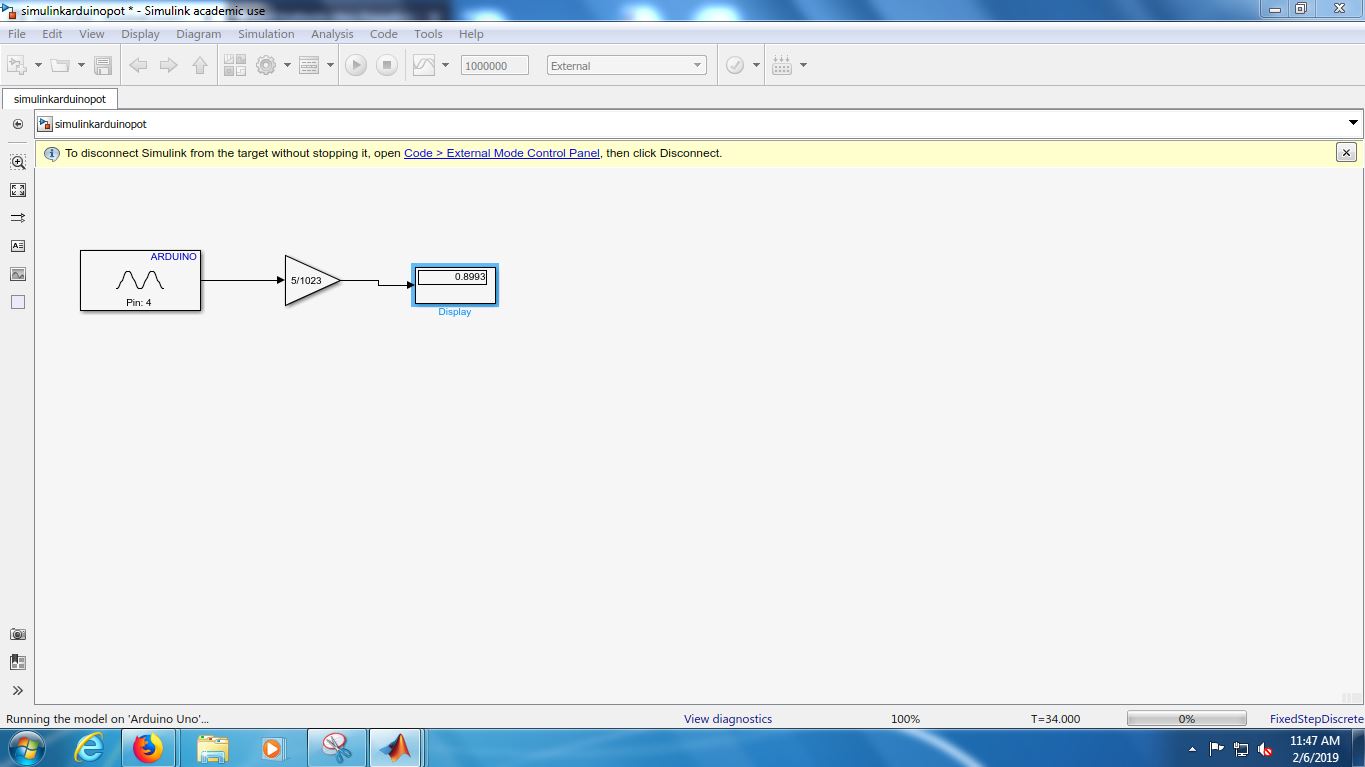 simulinkarduinopot * - Simulink academic use
File Edit View Display Diagram Simulation Analysis Code Tools Help
1000000 External
simulinkarduinopot
simulinkarduinopot
To disconnect Simulink from the target without stopping it, open Code > External Mode Control Panel, then click Disconnect.
ARDUINO
Pin: 4
5/1023
0.8993
Display
Running the model on 'Arduino Uno'... View diagnostics 100% T=34.000 0% FixedStepDiscrete
11:47 AM
2/6/2019